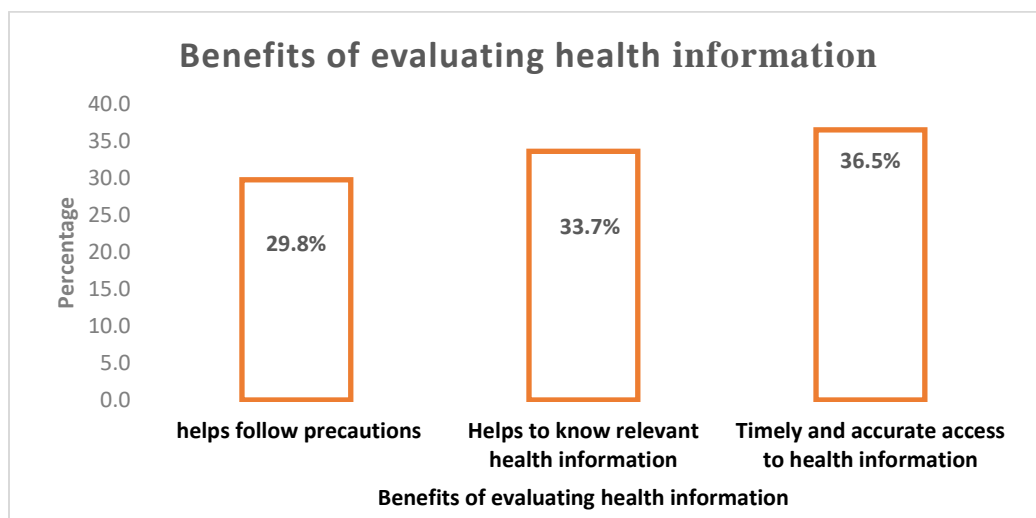 Benefits of evaluating health information
40.0
35.0
30.0
25.0
20.0
15.0
10.0
5.0
0.0
Percentage
29.8%
33.7%
36.5%
helps follow precautions
Helps to know relevant
health information
Timely and accurate access
to health information
Benefits of evaluating health information